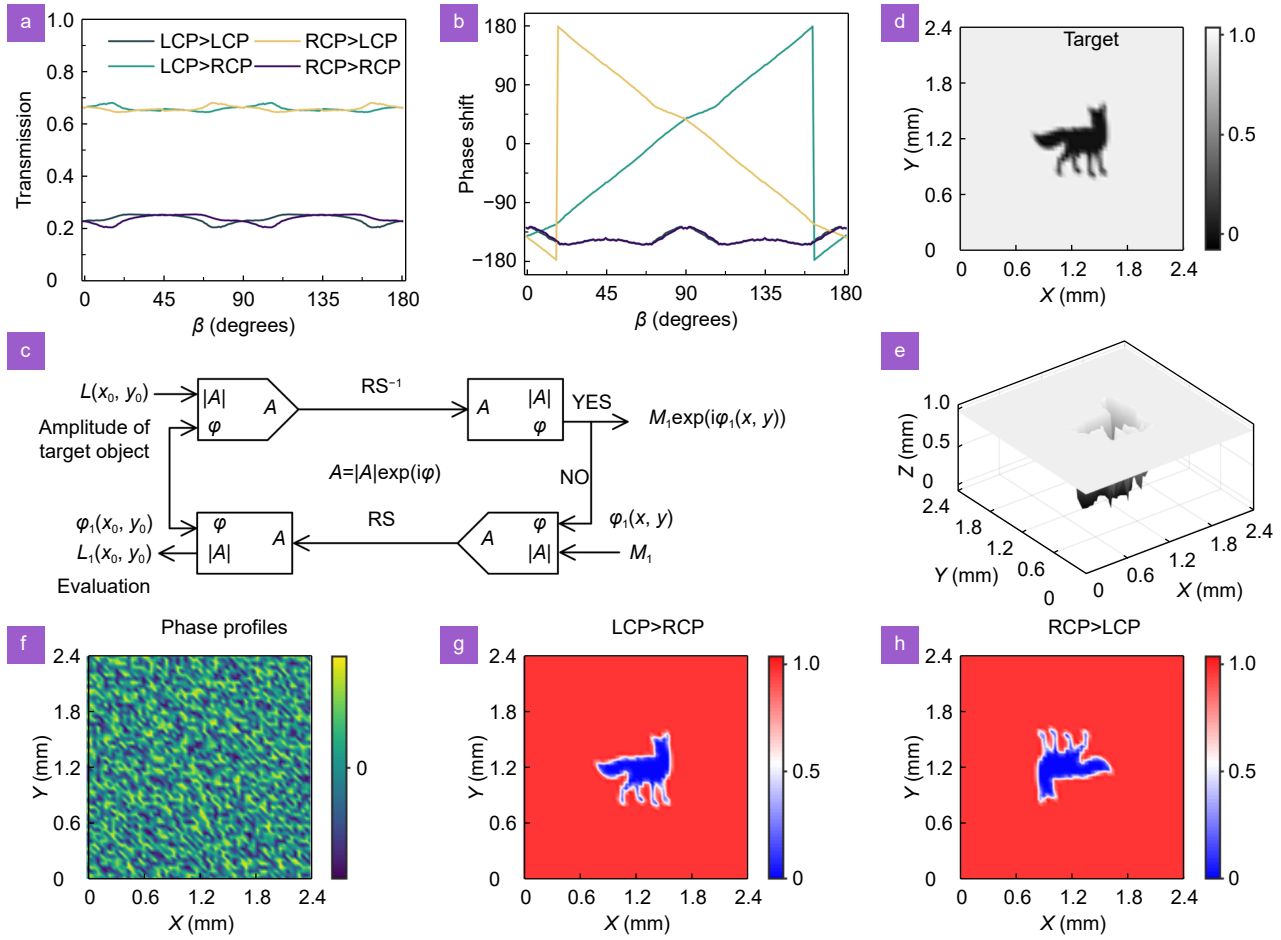 a
1.0
0.8
0.6
0.4
0.2
0
Transmission
LCP>LCP
RCP>LCP
LCP>RCP
RCP>RCP
0
45
90
135
180
β (degrees)
b
180
90
0
−90
−180
Phase shift
0
45
90
135
180
β (degrees)
d
Target
2.4
1.8
1.2
0.6
0
Y (mm)
0
0.6
1.2
1.8
2.4
X (mm)
1.0
0.5
0
c
L(x₀, y₀)
Amplitude of
target object
|A|
φ
A
RS⁻¹
A
|A|
φ
YES
M₁exp(iφ₁(x, y))
A=|A|exp(iφ)
NO
φ₁(x₀, y₀)
L₁(x₀, y₀)
Evaluation
φ
|A|
A
RS
A
φ
|A|
φ₁(x, y)
M₁
e
1.0
0.5
0
Z (mm)
2.4
1.8
1.2
0.6
0
Y (mm)
0
0.6
1.2
1.8
2.4
X (mm)
f
Phase profiles
2.4
1.8
1.2
0.6
0
Y (mm)
0
0.6
1.2
1.8
2.4
X (mm)
0
g
LCP>RCP
2.4
1.8
1.2
0.6
0
Y (mm)
0
0.6
1.2
1.8
2.4
X (mm)
1.0
0.5
0
h
RCP>LCP
2.4
1.8
1.2
0.6
0
Y (mm)
0
0.6
1.2
1.8
2.4
X (mm)
1.0
0.5
0